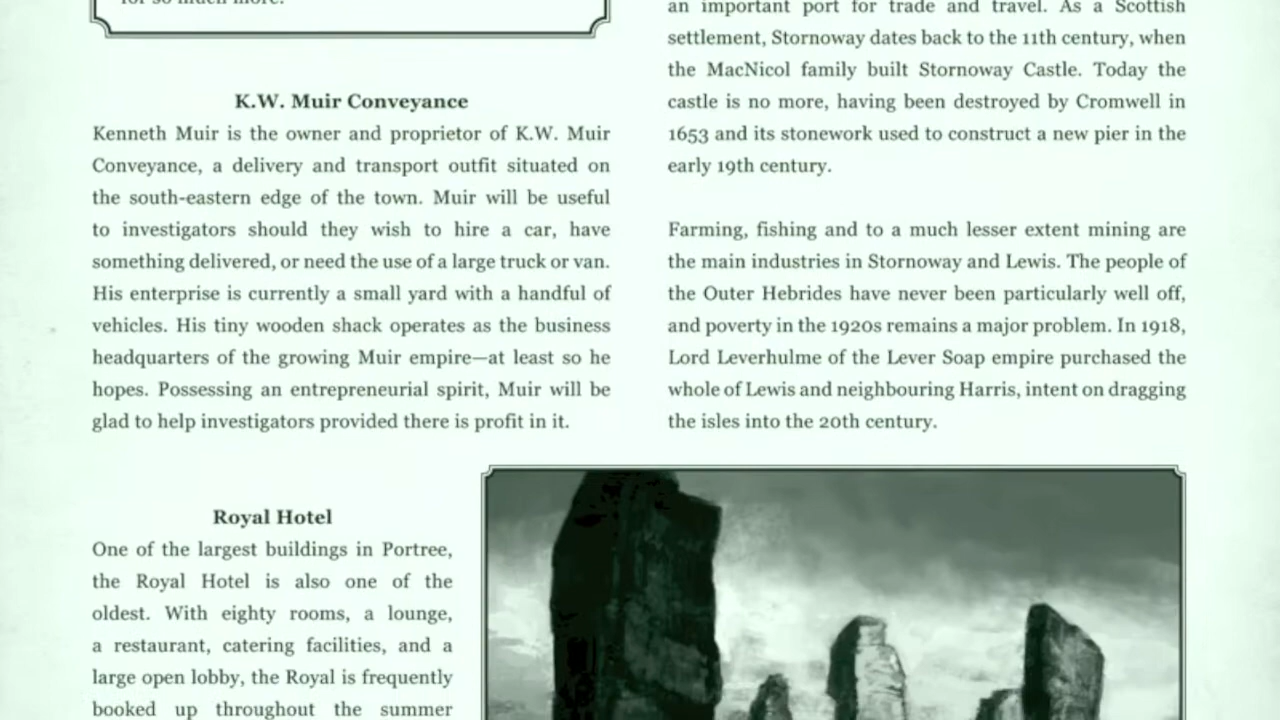 for so much more.
K.W. Muir Conveyance
Kenneth Muir is the owner and proprietor of K.W. Muir
Conveyance, a delivery and transport outfit situated on
the south-eastern edge of the town. Muir will be useful
to investigators should they wish to hire a car, have
something delivered, or need the use of a large truck or van.
His enterprise is currently a small yard with a handful of
vehicles. His tiny wooden shack operates as the business
headquarters of the growing Muir empire—at least so he
hopes. Possessing an entrepreneurial spirit, Muir will be
glad to help investigators provided there is profit in it.
Royal Hotel
One of the largest buildings in Portree,
the Royal Hotel is also one of the
oldest. With eighty rooms, a lounge,
a restaurant, catering facilities, and a
large open lobby, the Royal is frequently
booked up throughout the summer
an important port for trade and travel. As a Scottish
settlement, Stornoway dates back to the 11th century, when
the MacNicol family built Stornoway Castle. Today the
castle is no more, having been destroyed by Cromwell in
1653 and its stonework used to construct a new pier in the
early 19th century.
Farming, fishing and to a much lesser extent mining are
the main industries in Stornoway and Lewis. The people of
the Outer Hebrides have never been particularly well off,
and poverty in the 1920s remains a major problem. In 1918,
Lord Leverhulme of the Lever Soap empire purchased the
whole of Lewis and neighbouring Harris, intent on dragging
the isles into the 20th century.